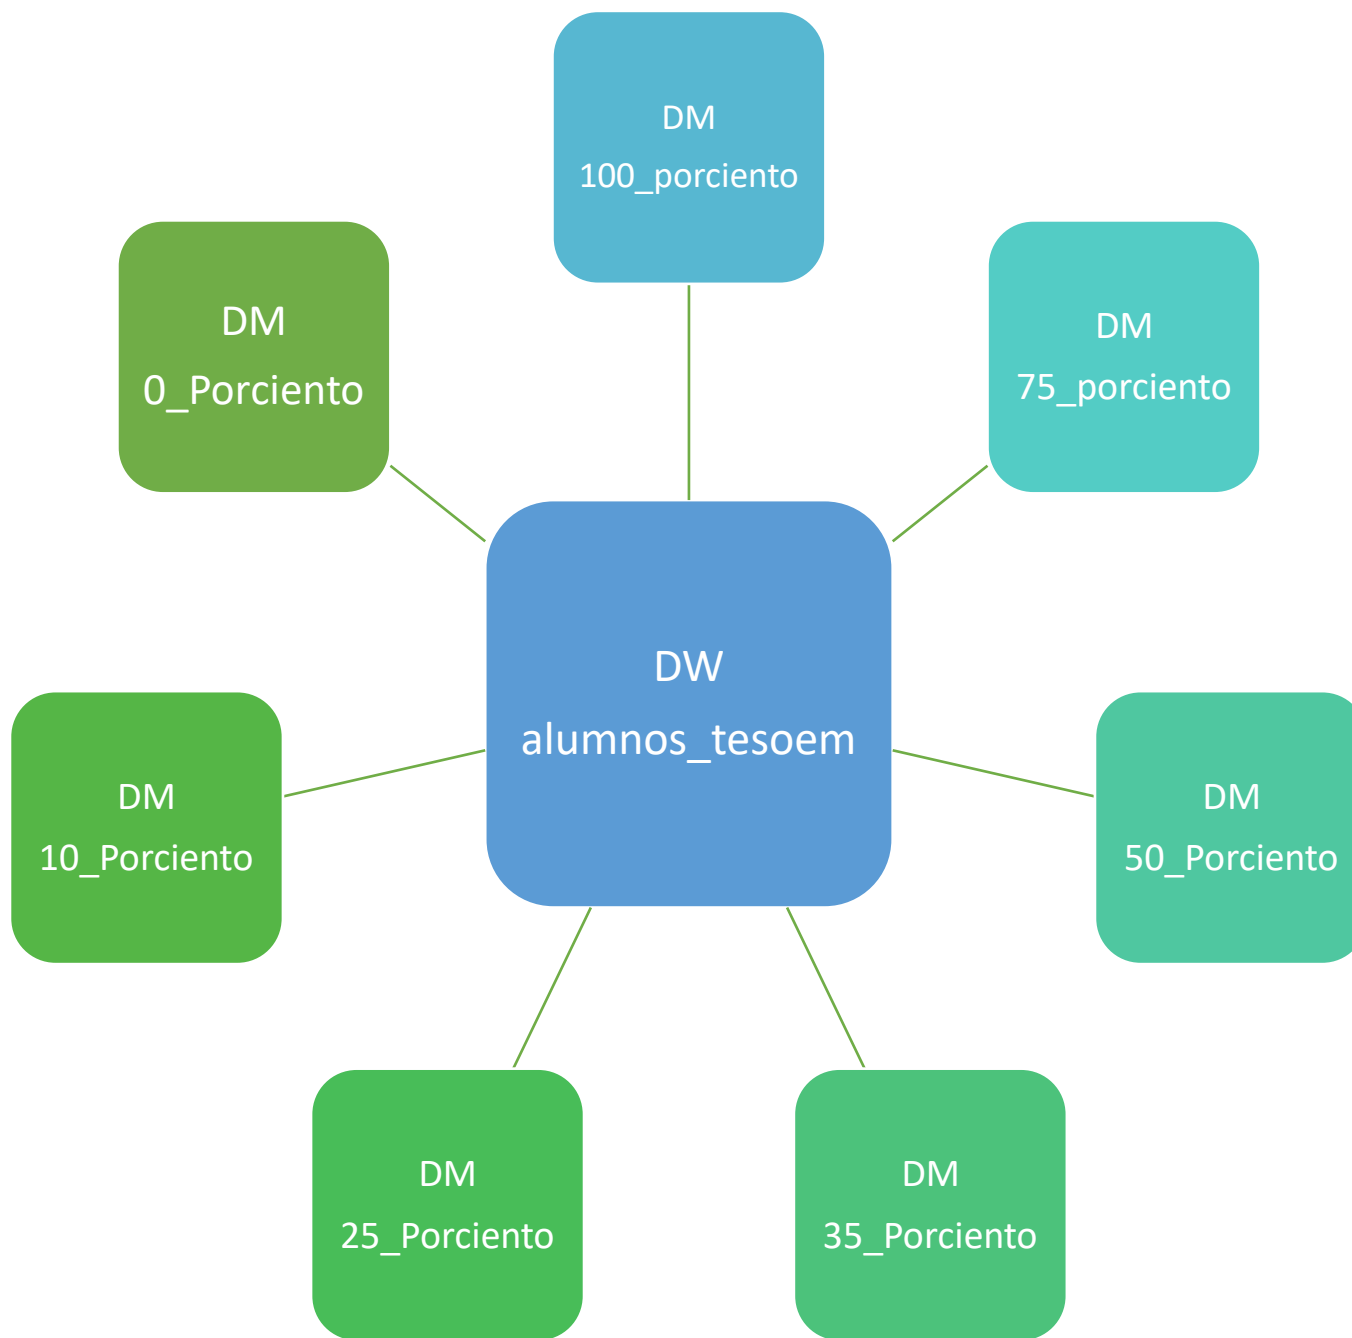 DM
100_porciento
DM
75_porciento
DM
50_Porciento
DM
35_Porciento
DM
25_Porciento
DM
10_Porciento
DM
0_Porciento
DW
alumnos_tesoem